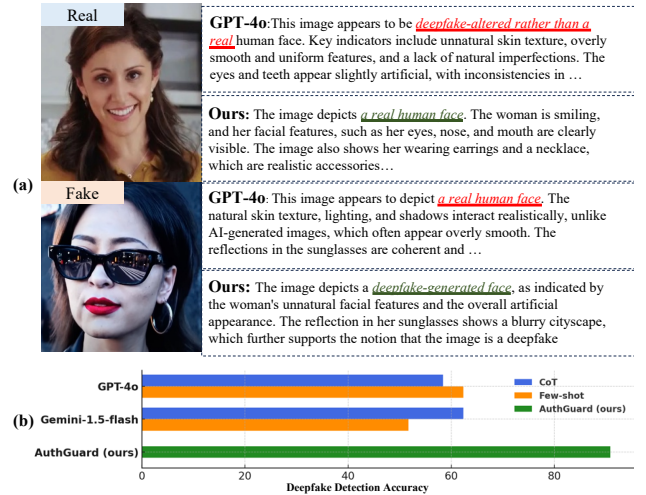 Real
GPT-4o:This image appears to be deepfake-altered rather than a
real human face. Key indicators include unnatural skin texture, overly
smooth and uniform features, and a lack of natural imperfections. The
eyes and teeth appear slightly artificial, with inconsistencies in …
Ours: The image depicts a real human face. The woman is smiling,
and her facial features, such as her eyes, nose, and mouth are clearly
visible. The image also shows her wearing earrings and a necklace,
which are realistic accessories…
(a)
Fake
GPT-4o: This image appears to depict a real human face. The
natural skin texture, lighting, and shadows interact realistically, unlike
AI-generated images, which often appear overly smooth. The
reflections in the sunglasses are coherent and …
Ours: The image depicts a deepfake-generated face, as indicated by
the woman's unnatural facial features and the overall artificial
appearance. The reflection in her sunglasses shows a blurry cityscape,
which further supports the notion that the image is a deepfake
(b)
GPT-4o
Gemini-1.5-flash
AuthGuard (ours)
CoT
Few-shot
AuthGuard (ours)
0 20 40 60 80
Deepfake Detection Accuracy